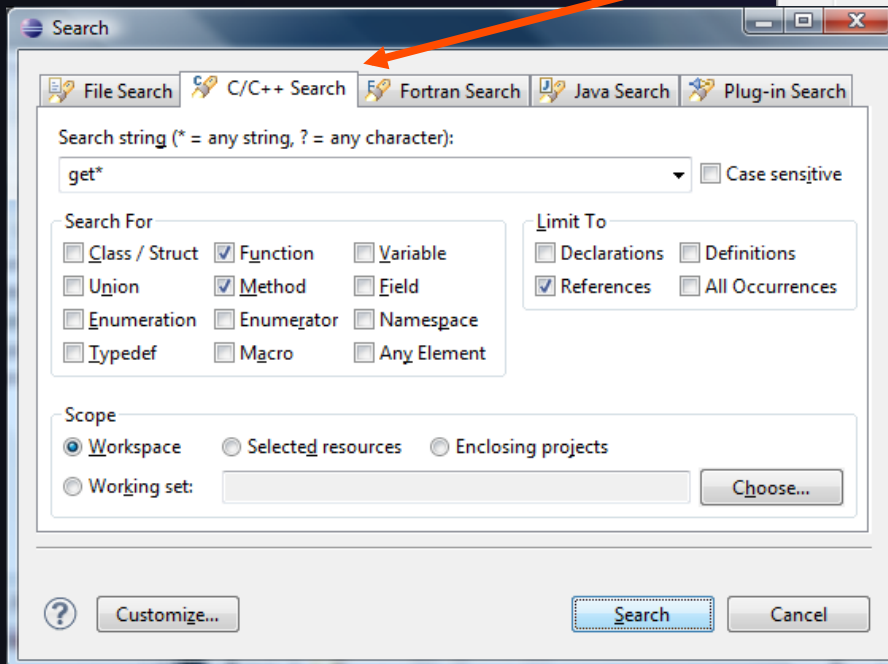 Search
File Search C/C++ Search Fortran Search Java Search Plug-in Search
Search string (* = any string, ? = any character):
get* Case sensitive
Search For
Class / Struct Function Variable
Union Method Field
Enumeration Enumerator Namespace
Typedef Macro Any Element
Limit To
Declarations Definitions
References All Occurrences
Scope
Workspace Selected resources Enclosing projects
Working set: Choose...
? Customize... Search Cancel